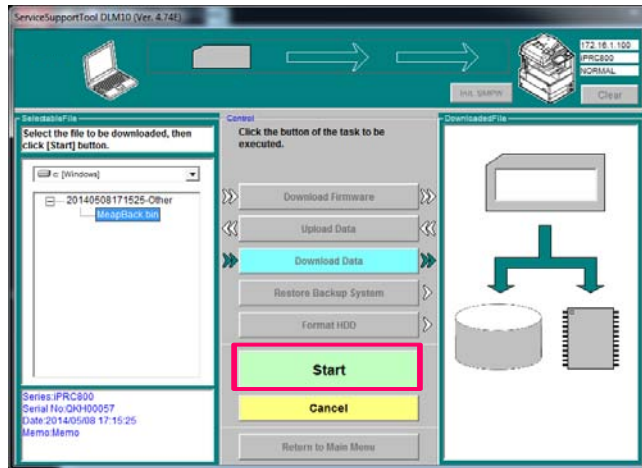 ServiceSupportTool DLM10 (Ver. 4.74E)
172.16.1.100
iPRC800
NORMAL
Init. SMPW
Clear
SelectableFile
Select the file to be downloaded, then
click [Start] button.
c: [Windows]
20140508171525-Other
MeapBack.bin
Series:iPRC800
Serial No:QKH00057
Date:2014/05/08 17:15:25
Memo:Memo
Control
Click the button of the task to be
executed.
Download Firmware
Upload Data
Download Data
Restore Backup System
Format HDD
Start
Cancel
Return to Main Menu
DownloadedFile